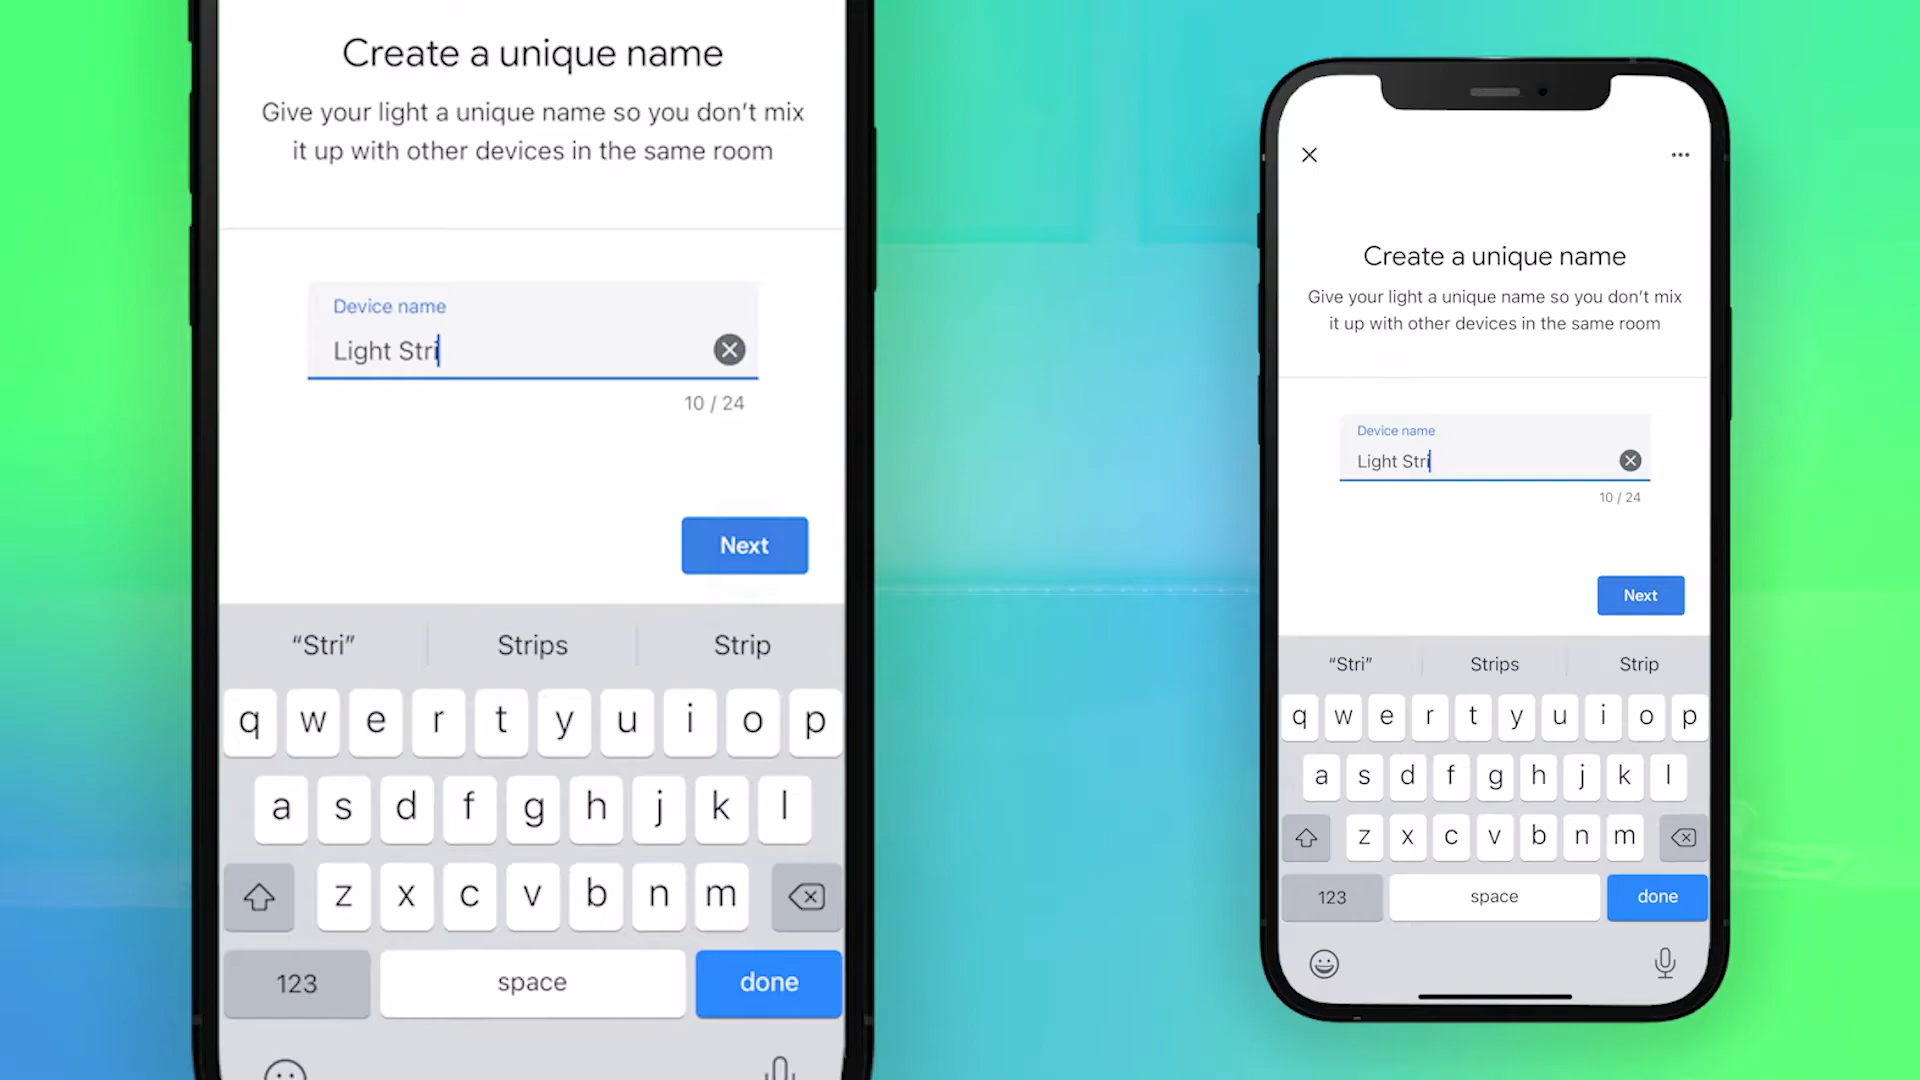 Create a unique name
Give your light a unique name so you don't mix
it up with other devices in the same room
Device name
Light Stri
10 / 24
Next
“Stri” Strips Strip
q w e r t y u i o p
a s d f g h j k l
z x c v b n m
123 space done
Create a unique name
Give your light a unique name so you don't mix
it up with other devices in the same room
Device name
Light Stri
10 / 24
Next
“Stri” Strips Strip
q w e r t y u i o p
a s d f g h j k l
z x c v b n m
123 space done